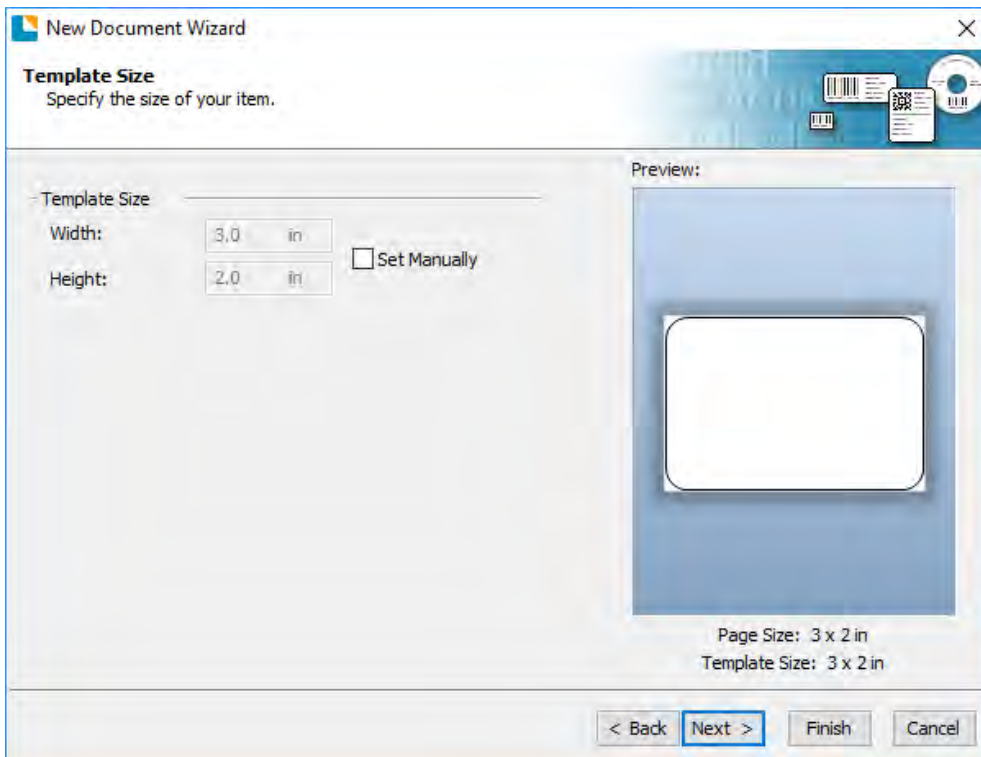 New Document Wizard
Template Size
Specify the size of your item.
Preview:
Template Size
Width:
3.0 in
Set Manually
Height:
2.0 in
Page Size: 3 x 2 in
Template Size: 3 x 2 in
< Back
Next >
Finish
Cancel